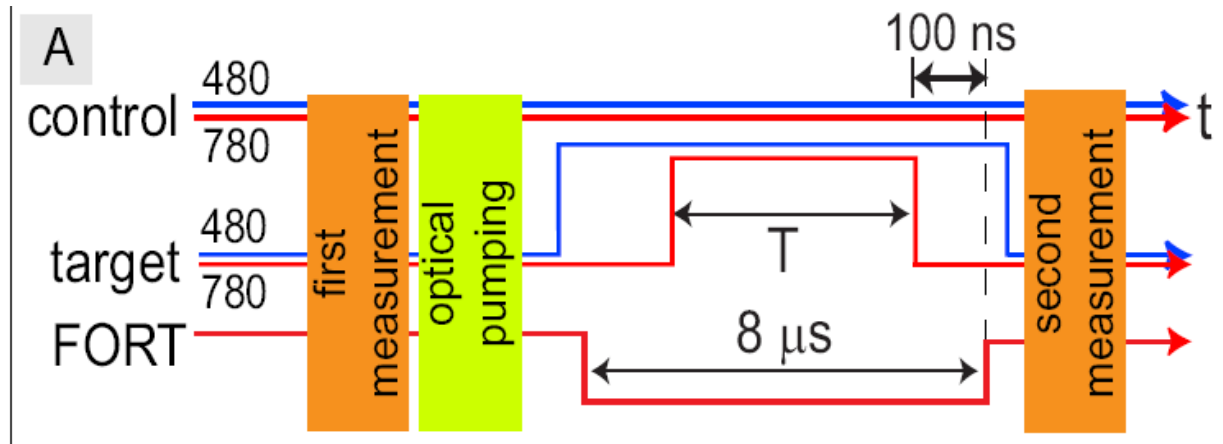 A
100 ns
480
control
t
780
first
measurement
optical
pumping
second
measurement
480
target
T
780
FORT
8 μs